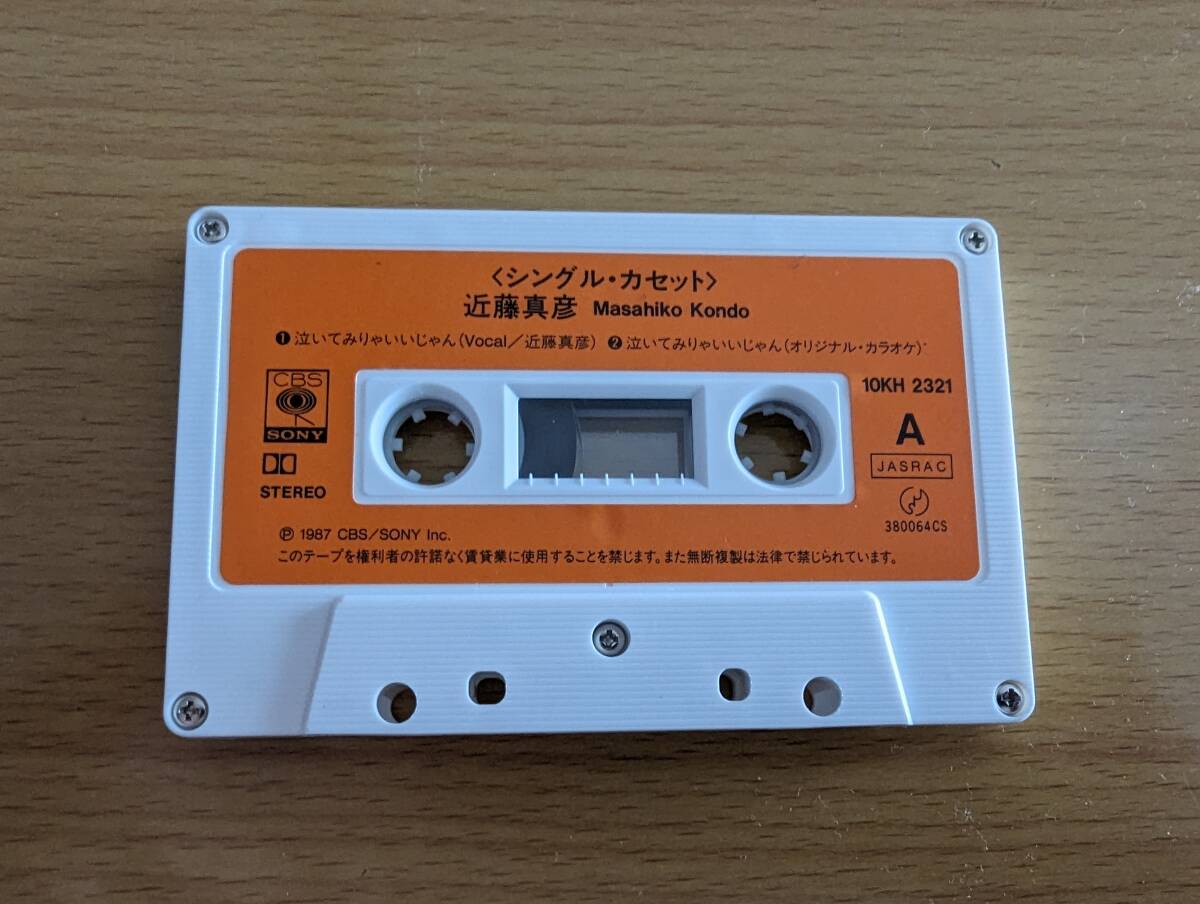 〈シングル・カセット〉
近藤真彦 Masahiko Kondo
❶ 泣いてみりゃいいじゃん(Vocal／近藤真彦) ❷ 泣いてみりゃいいじゃん(オリジナル・カラオケ)
CBS
SONY
STEREO
10KH 2321
A
JASRAC
380064CS
Ⓟ 1987 CBS/SONY Inc.
このテープを権利者の許諾なく賃貸業に使用することを禁じます。また無断複製は法律で禁じられています。